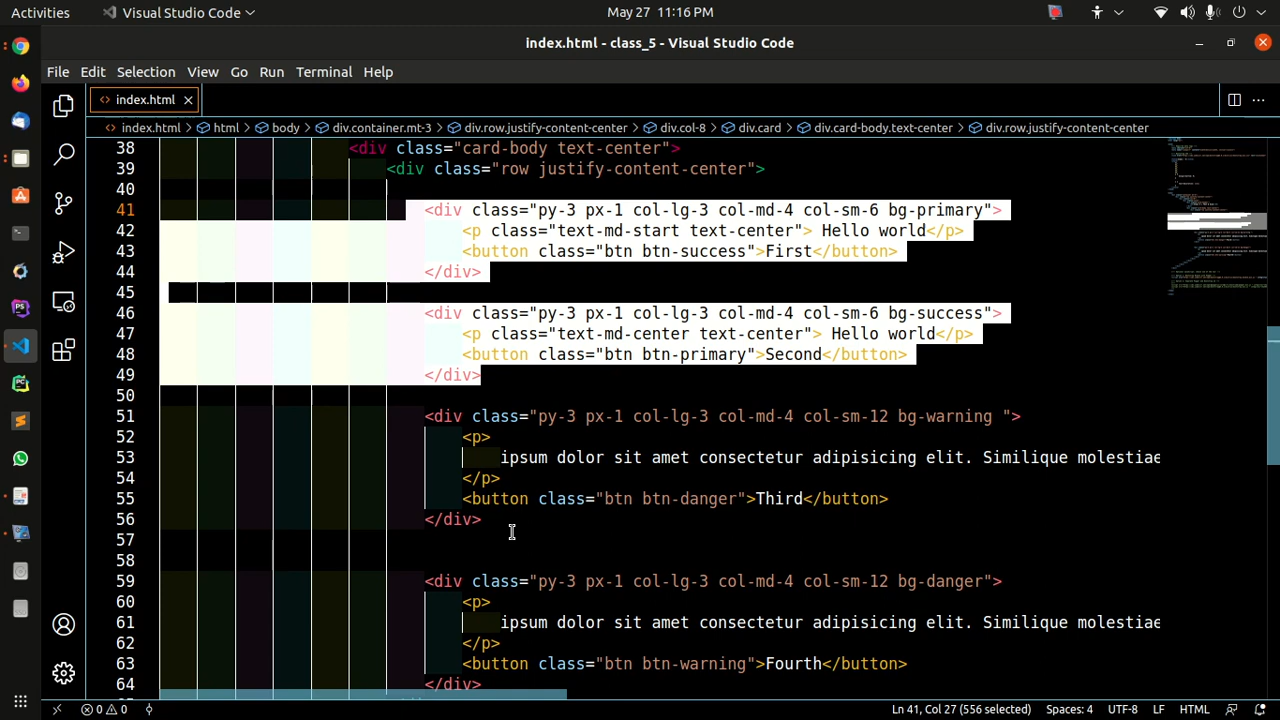 Activities
Visual Studio Code
May 27 11:16 PM
index.html - class_5 - Visual Studio Code
File Edit Selection View Go Run Terminal Help
<> index.html
<> index.html > html > body > div.container.mt-3 > div.row.justify-content-center > div.col-8 > div.card > div.card-body.text-center > div.row.justify-content-center
38 <div class="card-body text-center">
39 <div class="row justify-content-center">
40
41 <div class="py-3 px-1 col-lg-3 col-md-4 col-sm-6 bg-primary">
42 <p class="text-md-start text-center"> Hello world</p>
43 <button class="btn btn-success">First</button>
44 </div>
45
46 <div class="py-3 px-1 col-lg-3 col-md-4 col-sm-6 bg-success">
47 <p class="text-md-center text-center"> Hello world</p>
48 <button class="btn btn-primary">Second</button>
49 </div>
50
51 <div class="py-3 px-1 col-lg-3 col-md-4 col-sm-12 bg-warning ">
52 <p>
53 ipsum dolor sit amet consectetur adipisicing elit. Similique molestiae
54 </p>
55 <button class="btn btn-danger">Third</button>
56 </div>
57
58
59 <div class="py-3 px-1 col-lg-3 col-md-4 col-sm-12 bg-danger">
60 <p>
61 ipsum dolor sit amet consectetur adipisicing elit. Similique molestiae
62 </p>
63 <button class="btn btn-warning">Fourth</button>
64 </div>
0 0 Ln 41, Col 27 (556 selected) Spaces: 4 UTF-8 LF HTML